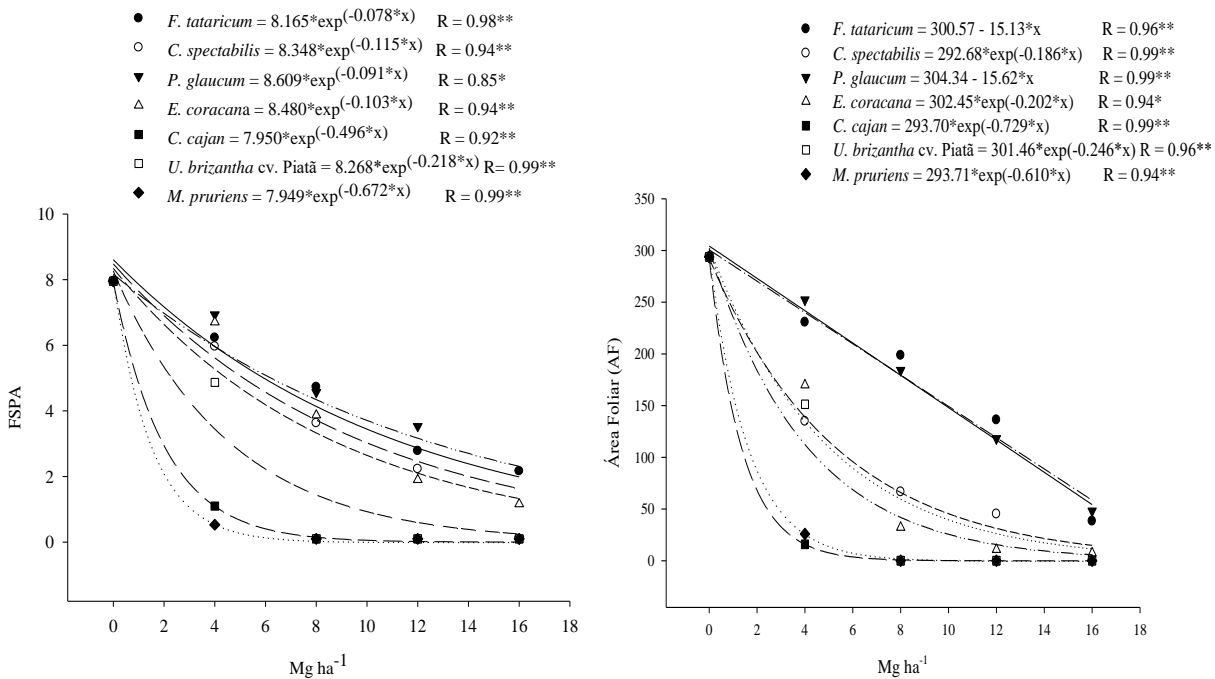 F. tataricum = 8.165*exp(-0.078*x) R = 0.98**
C. spectabilis = 8.348*exp(-0.115*x) R = 0.94**
P. glaucum = 8.609*exp(-0.091*x) R = 0.85*
E. coracana = 8.480*exp(-0.103*x) R = 0.94**
C. cajan = 7.950*exp(-0.496*x) R = 0.92**
U. brizantha cv. Piatã = 8.268*exp(-0.218*x) R= 0.99**
M. pruriens = 7.949*exp(-0.672*x) R = 0.99**
10
8
6
4
2
0
FSPA
0 2 4 6 8 10 12 14 16 18
Mg ha-1
F. tataricum = 300.57 - 15.13*x R = 0.96**
C. spectabilis = 292.68*exp(-0.186*x) R = 0.99**
P. glaucum = 304.34 - 15.62*x R = 0.99**
E. coracana = 302.45*exp(-0.202*x) R = 0.94*
C. cajan = 293.70*exp(-0.729*x) R = 0.99**
U. brizantha cv. Piatã = 301.46*exp(-0.246*x) R = 0.96**
M. pruriens = 293.71*exp(-0.610*x) R = 0.94**
350
300
250
200
150
100
50
0
Área Foliar (AF)
0 2 4 6 8 10 12 14 16 18
Mg ha-1